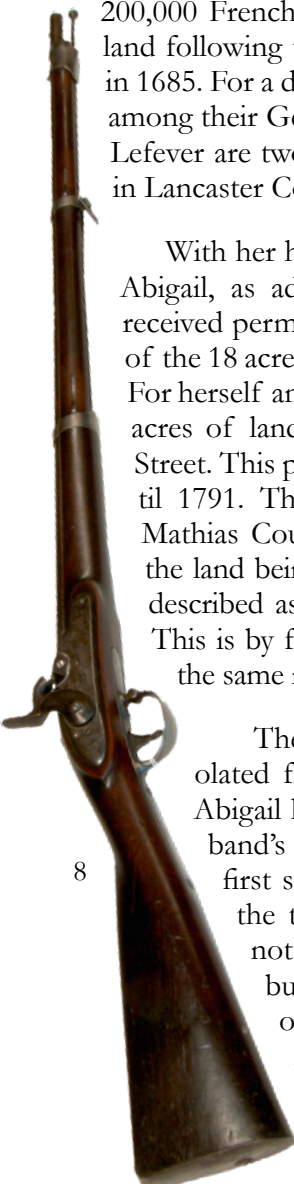 200,000 French
land following
in 1685. For a d
among their Ge
Lefever are two
in Lancaster Co
With her h
Abigail, as ad
received perm
of the 18 acre
For herself an
acres of land
Street. This p
til 1791. Th
Mathias Cou
the land bein
described as
This is by f
the same
The
olated f
Abigail
band's
first s
the t
not
bu
o
8